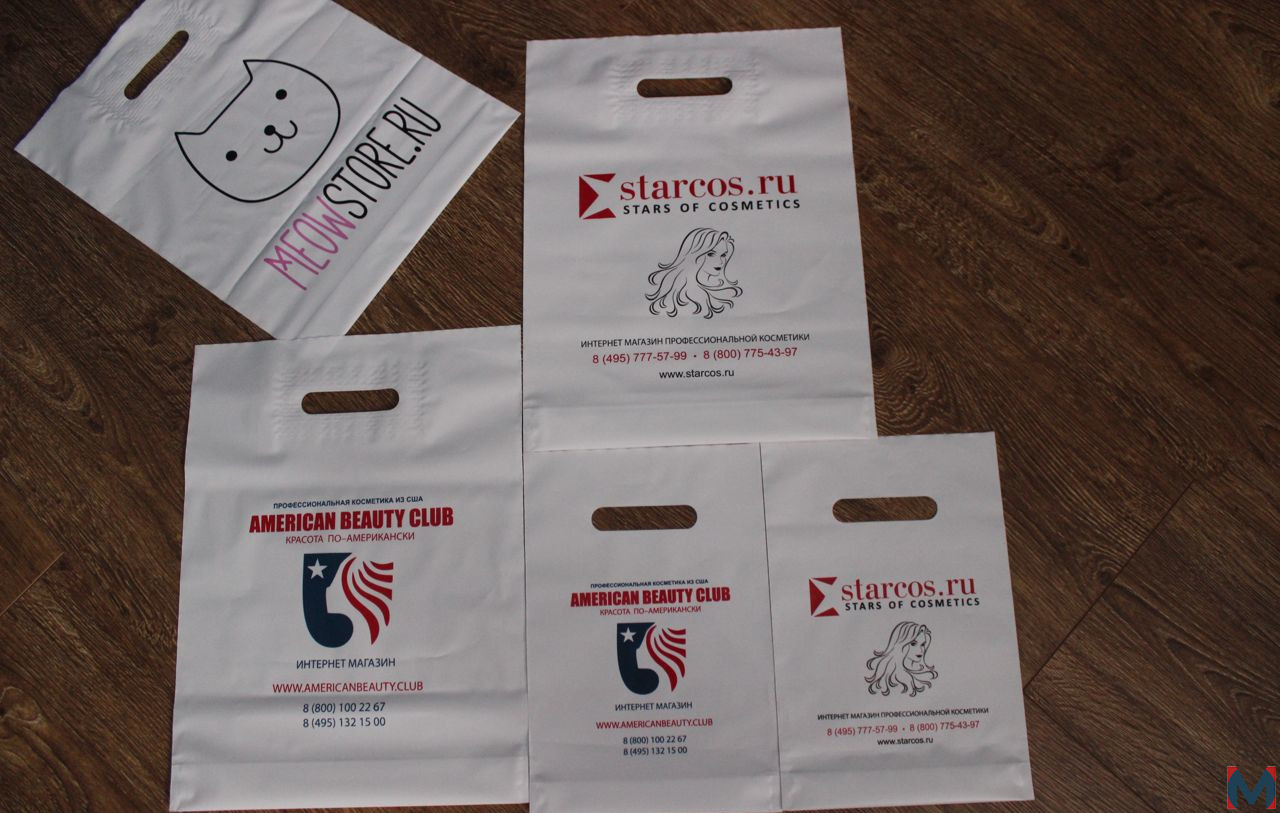 MEOWSTORE.RU
starcos.ru
STARS OF COSMETICS
ИНТЕРНЕТ МАГАЗИН ПРОФЕССИОНАЛЬНОЙ КОСМЕТИКИ
8 (495) 777-57-99 • 8 (800) 775-43-97
www.starcos.ru
ПРОФЕССИОНАЛЬНАЯ КОСМЕТИКА ИЗ США
AMERICAN BEAUTY CLUB
КРАСОТА ПО-АМЕРИКАНСКИ
ИНТЕРНЕТ МАГАЗИН
WWW.AMERICANBEAUTY.CLUB
8 (800) 100 22 67
8 (495) 132 15 00
ПРОФЕССИОНАЛЬНАЯ КОСМЕТИКА ИЗ США
AMERICAN BEAUTY CLUB
КРАСОТА ПО-АМЕРИКАНСКИ
ИНТЕРНЕТ МАГАЗИН
WWW.AMERICANBEAUTY.CLUB
8 (800) 100 22 67
8 (495) 132 15 00
starcos.ru
STARS OF COSMETICS
ИНТЕРНЕТ МАГАЗИН ПРОФЕССИОНАЛЬНОЙ КОСМЕТИКИ
8 (495) 777-57-99 • 8 (800) 775-43-97
www.starcos.ru
M